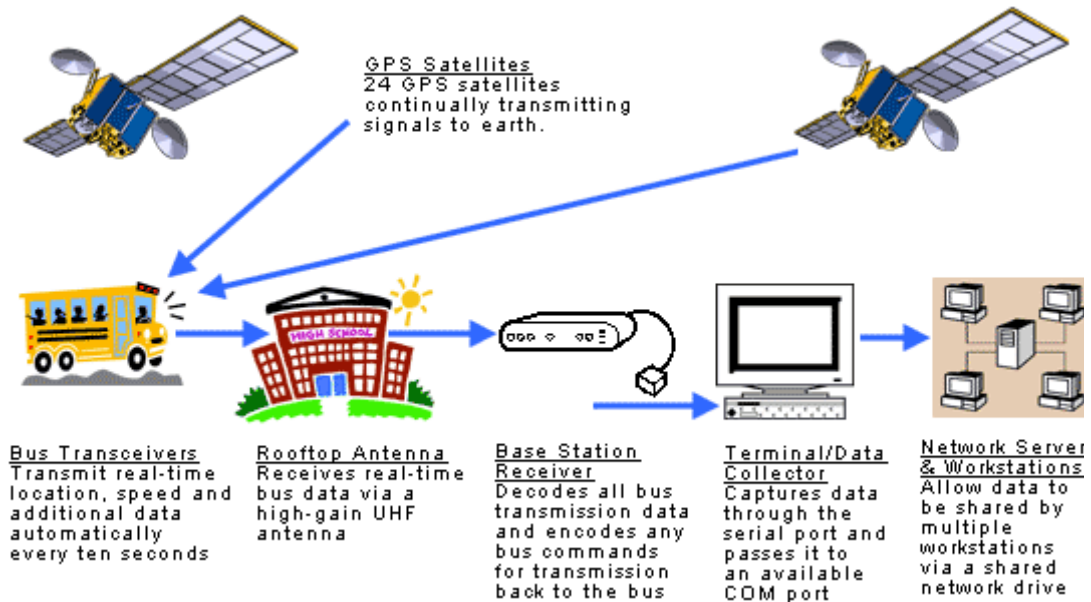 GPS Satellites
24 GPS satellites
continually transmitting
signals to earth.
HIGH SCHOOL
Bus Transceivers
Transmit real-time
location, speed and
additional data
automatically
every ten seconds
Rooftop Antenna
Receives real-time
bus data via a
high-gain UHF
antenna
Base Station
Receiver
Decodes all bus
transmission data
and encodes any
bus commands
for transmission
back to the bus
Terminal/Data
Collector
Captures data
through the
serial port and
passes it to
an available
COM port
Network Server
& Workstations
Allow data to
be shared by
multiple
workstations
via a shared
network drive